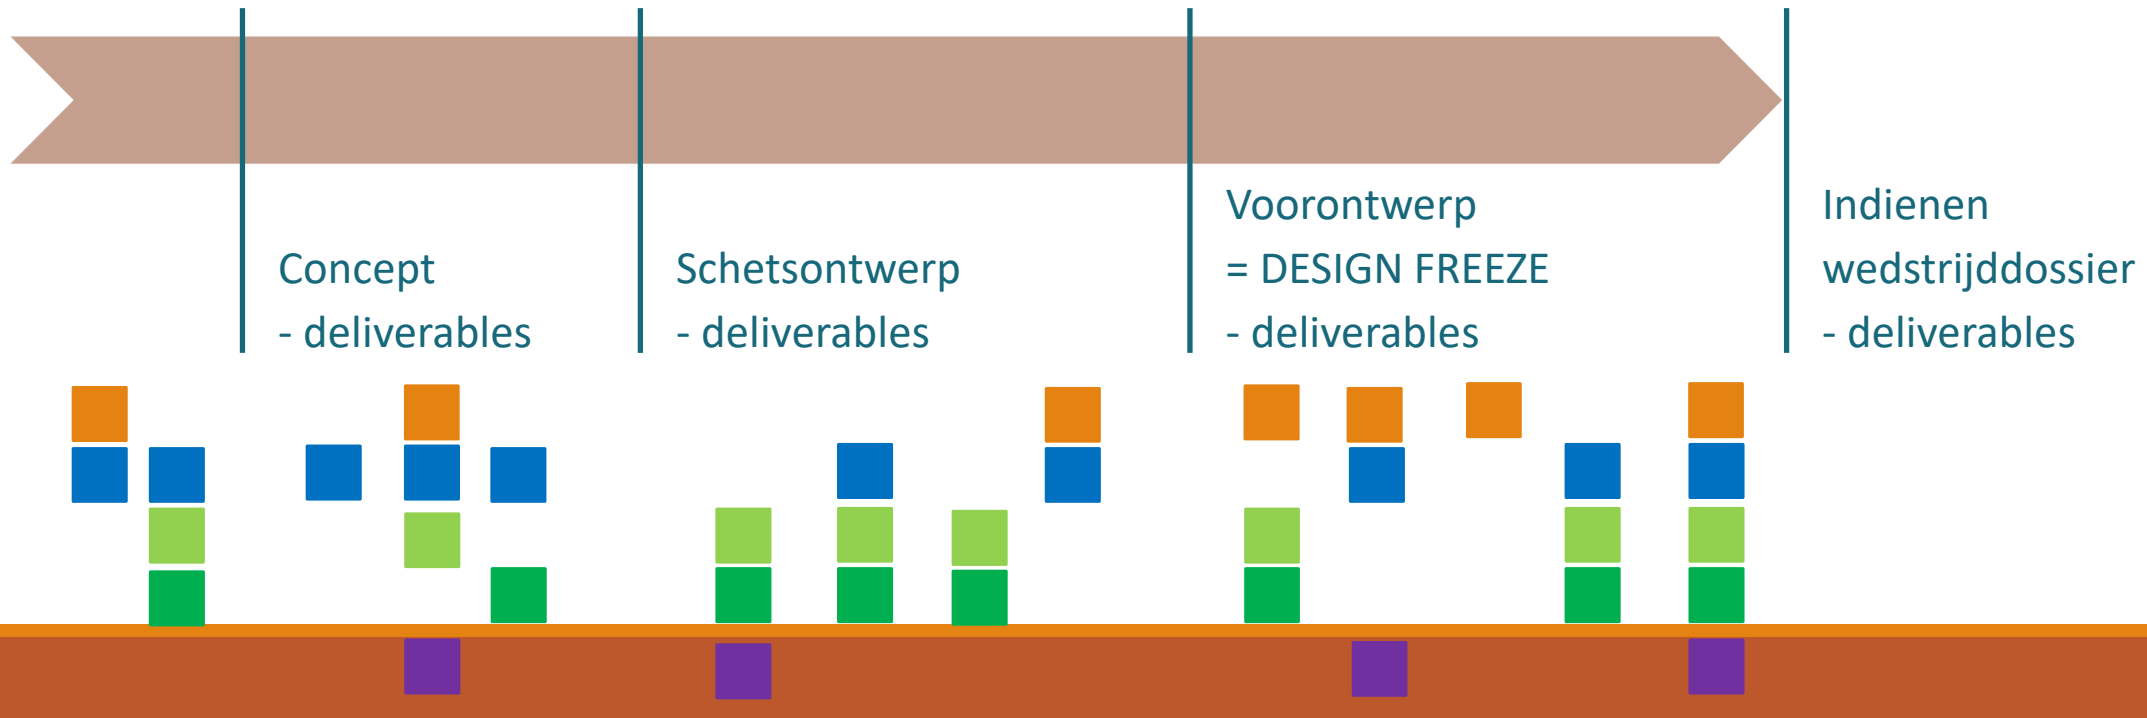 Concept
- deliverables
Schetsontwerp
- deliverables
Voorontwerp
= DESIGN FREEZE
- deliverables
Indienen
wedstrijddossier
- deliverables